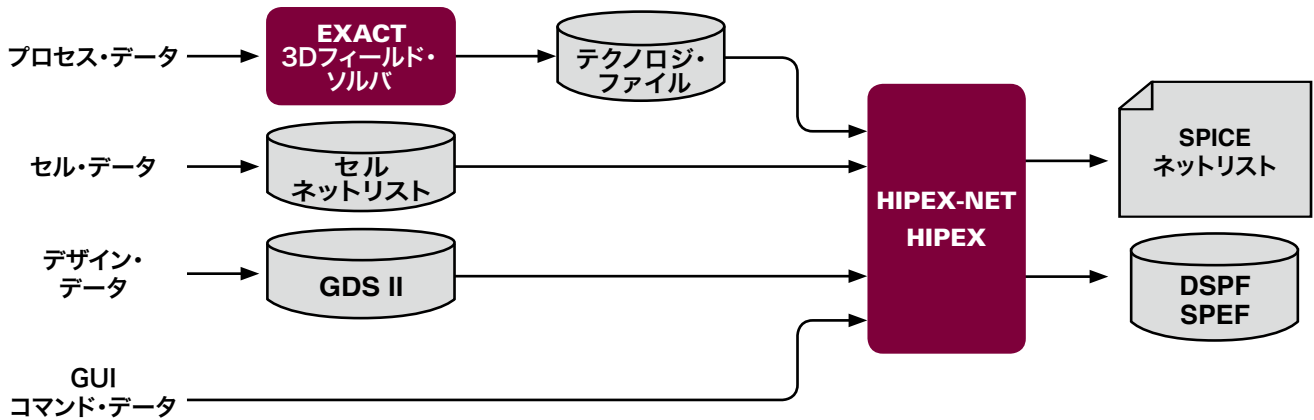 プロセス・データ
EXACT
3Dフィールド・
ソルバ
テクノロジ・
ファイル
セル・データ
セル
ネットリスト
デザイン・
データ
GDS II
GUI
コマンド・データ
HIPEX-NET
HIPEX
SPICE
ネットリスト
DSPF
SPEF